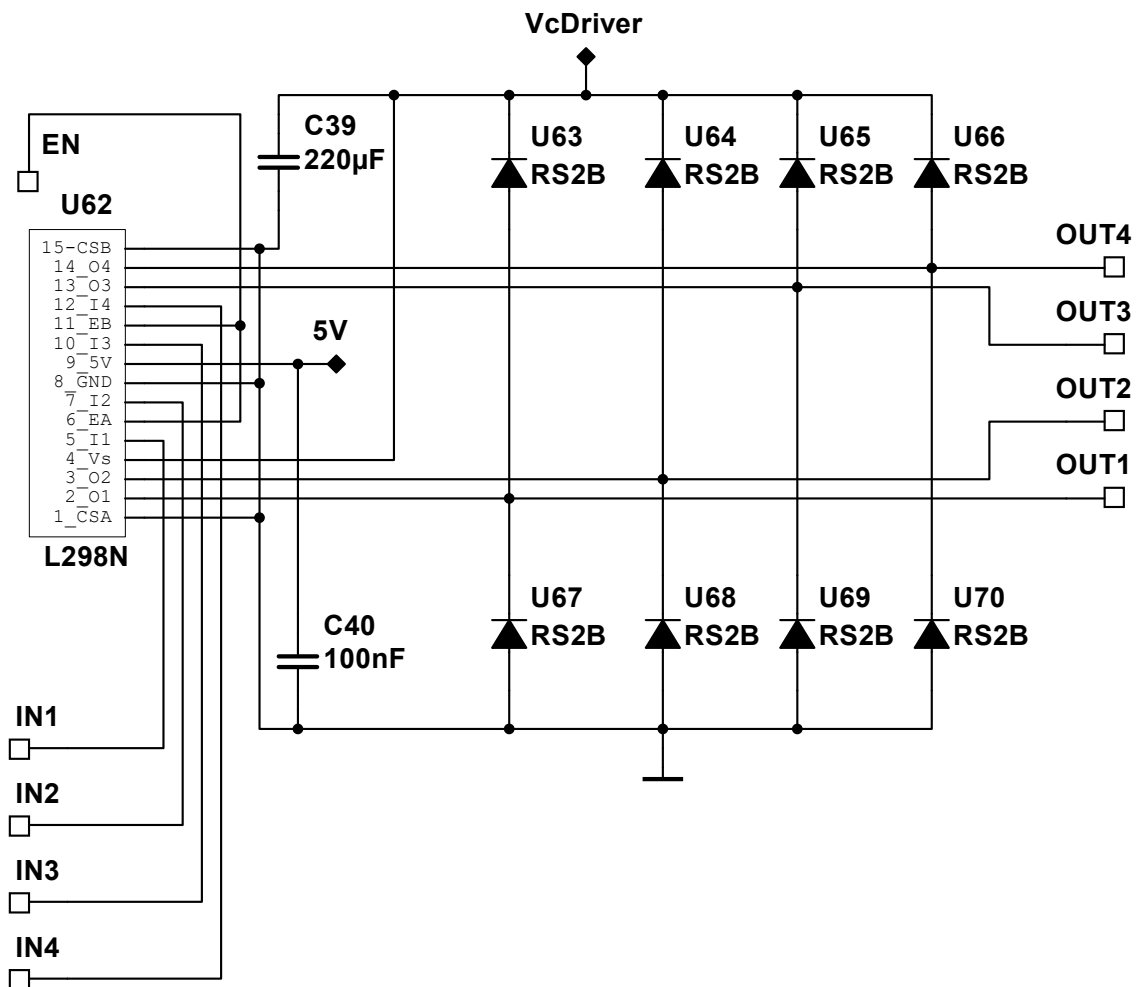 VcDriver
EN
C39
220µF
U63
RS2B
U64
RS2B
U65
RS2B
U66
RS2B
U62
15-CSB
14_O4
13_O3
12_I4
11_EB
10_I3
9_5V
8_GND
7_I2
6_EA
5_I1
4_Vs
3_O2
2_O1
1_CSA
L298N
5V
OUT4
OUT3
OUT2
OUT1
C40
100nF
U67
RS2B
U68
RS2B
U69
RS2B
U70
RS2B
IN1
IN2
IN3
IN4